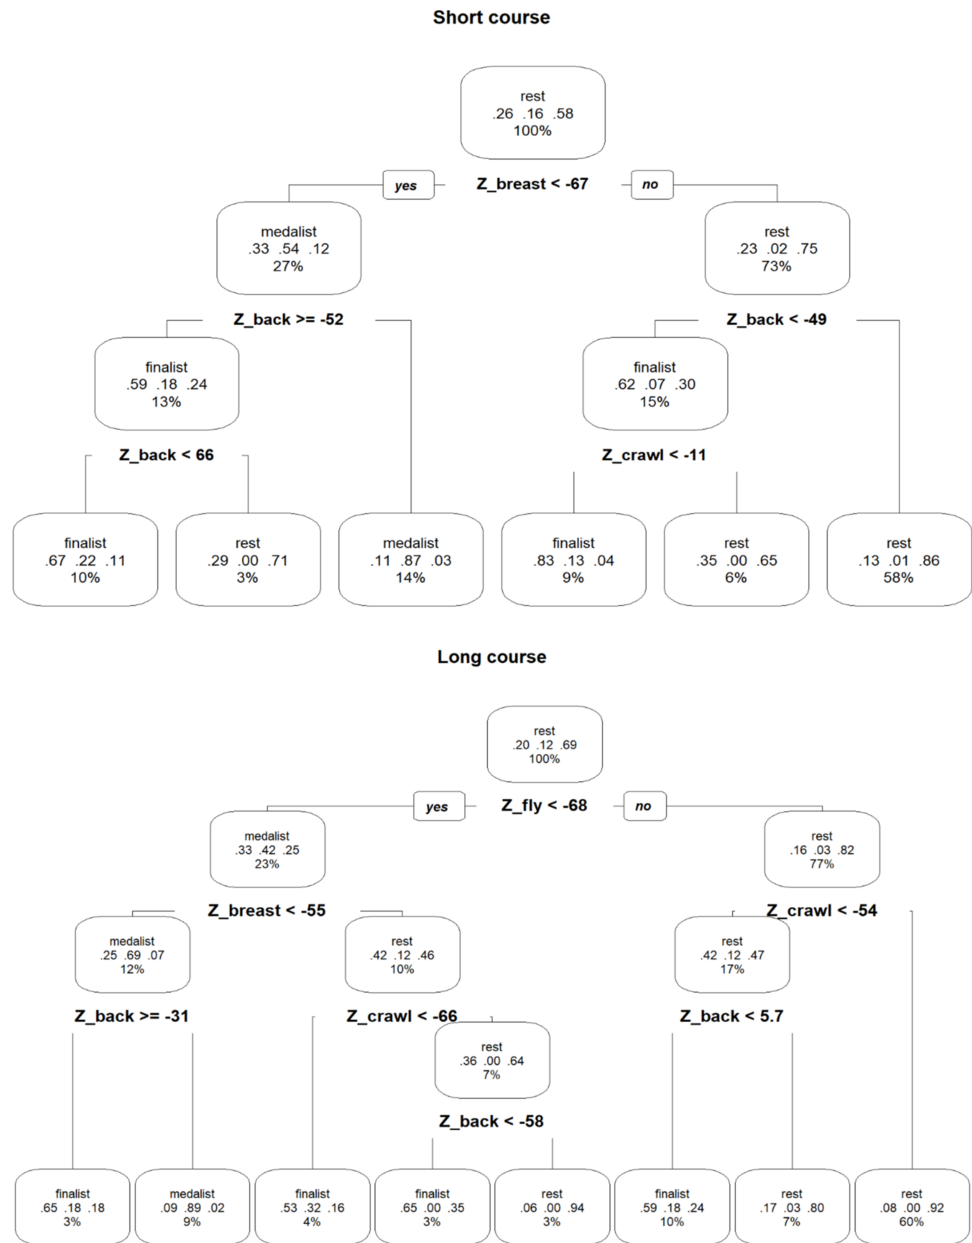 Short course
rest
.26 .16 .58
100%
yes Z_breast < -67 no
medalist
.33 .54 .12
27%
rest
.23 .02 .75
73%
Z_back >= -52
Z_back < -49
finalist
.59 .18 .24
13%
finalist
.62 .07 .30
15%
Z_back < 66
Z_crawl < -11
finalist
.67 .22 .11
10%
rest
.29 .00 .71
3%
medalist
.11 .87 .03
14%
finalist
.83 .13 .04
9%
rest
.35 .00 .65
6%
rest
.13 .01 .86
58%
Long course
rest
.20 .12 .69
100%
yes Z_fly < -68 no
medalist
.33 .42 .25
23%
rest
.16 .03 .82
77%
Z_breast < -55
Z_crawl < -54
medalist
.25 .69 .07
12%
rest
.42 .12 .46
10%
rest
.42 .12 .47
17%
Z_back >= -31
Z_crawl < -66
Z_back < 5.7
rest
.36 .00 .64
7%
Z_back < -58
finalist
.65 .18 .18
3%
medalist
.09 .89 .02
9%
finalist
.53 .32 .16
4%
finalist
.65 .00 .35
3%
rest
.06 .00 .94
3%
finalist
.59 .18 .24
10%
rest
.17 .03 .80
7%
rest
.08 .00 .92
60%